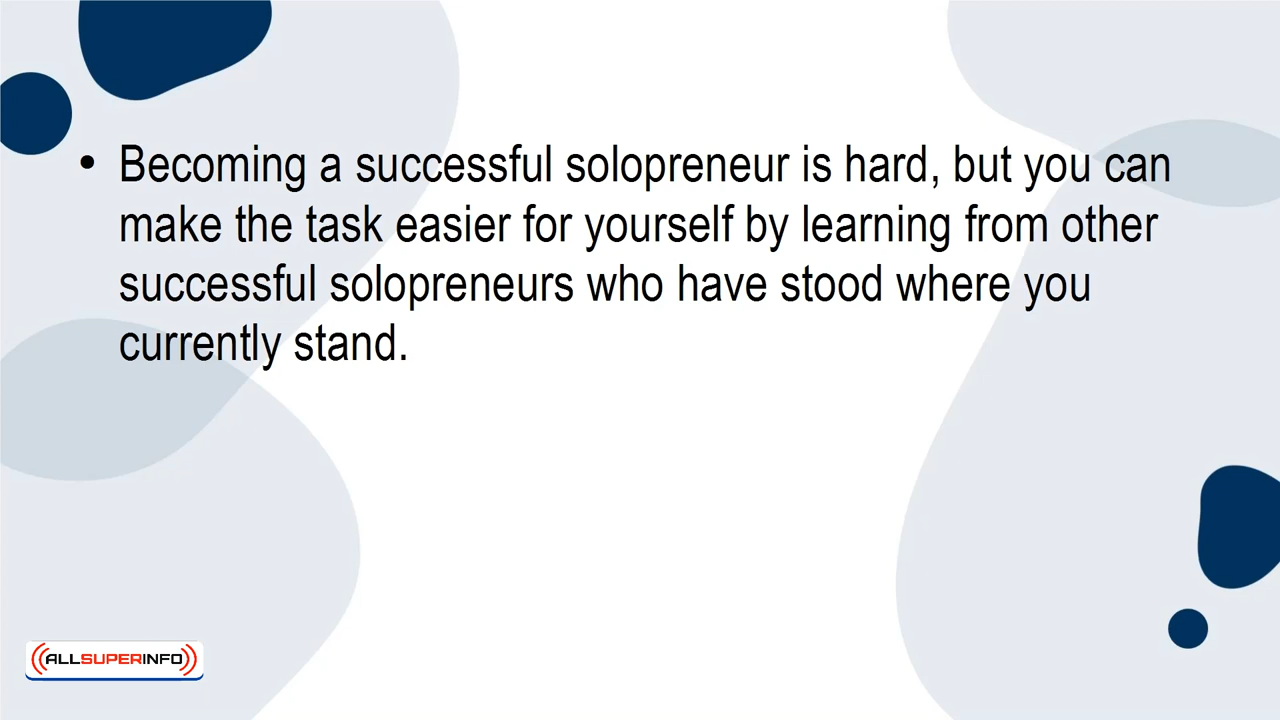 • Becoming a successful solopreneur is hard, but you can
make the task easier for yourself by learning from other
successful solopreneurs who have stood where you
currently stand.
ALLSUPERINFO